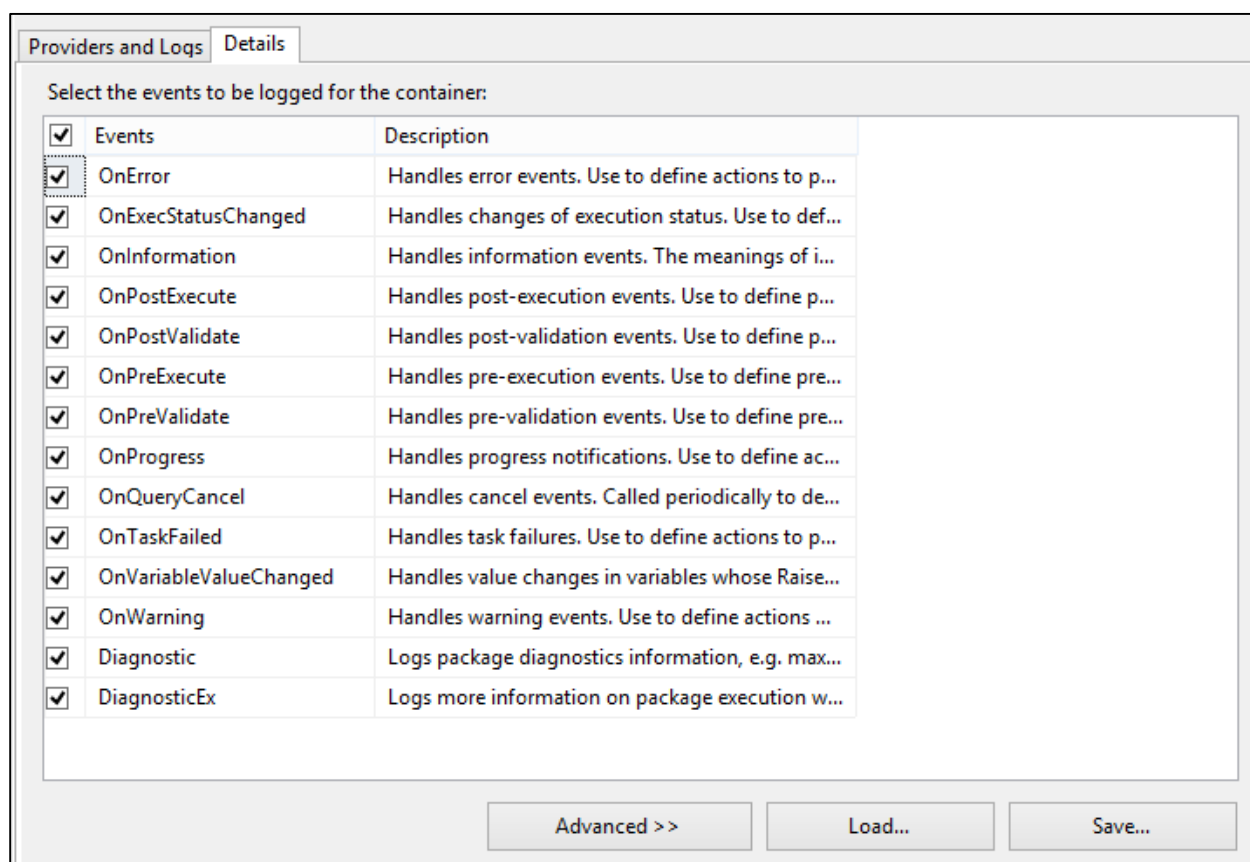 Providers and Logs Details
Select the events to be logged for the container:
Events Description
OnError Handles error events. Use to define actions to p...
OnExecStatusChanged Handles changes of execution status. Use to def...
OnInformation Handles information events. The meanings of i...
OnPostExecute Handles post-execution events. Use to define p...
OnPostValidate Handles post-validation events. Use to define p...
OnPreExecute Handles pre-execution events. Use to define pre...
OnPreValidate Handles pre-validation events. Use to define pre...
OnProgress Handles progress notifications. Use to define ac...
OnQueryCancel Handles cancel events. Called periodically to de...
OnTaskFailed Handles task failures. Use to define actions to p...
OnVariableValueChanged Handles value changes in variables whose Raise...
OnWarning Handles warning events. Use to define actions ...
Diagnostic Logs package diagnostics information, e.g. max...
DiagnosticEx Logs more information on package execution w...
Advanced >> Load... Save...